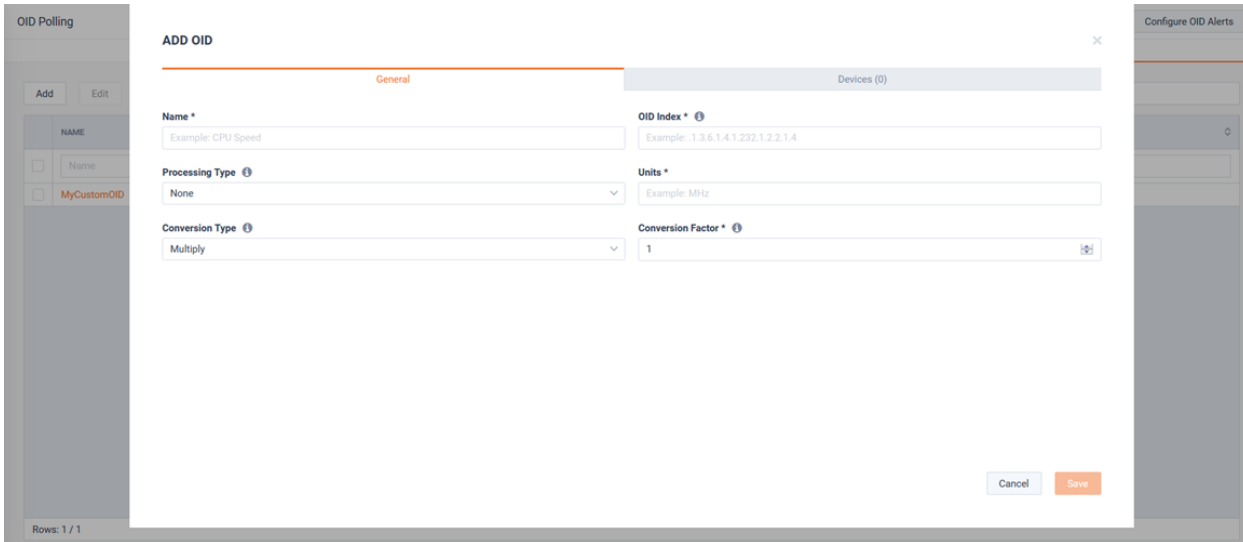 OID Polling
Configure OID Alerts
ADD OID
General
Devices (0)
Add
Edit
Name *
OID Index *
Example: CPU Speed
Example: .1.3.6.1.4.1.232.1.2.2.1.4
NAME
Name
Processing Type
Units *
None
Example: MHz
MyCustomOID
Conversion Type
Conversion Factor *
Multiply
1
Cancel
Save
Rows: 1 / 1